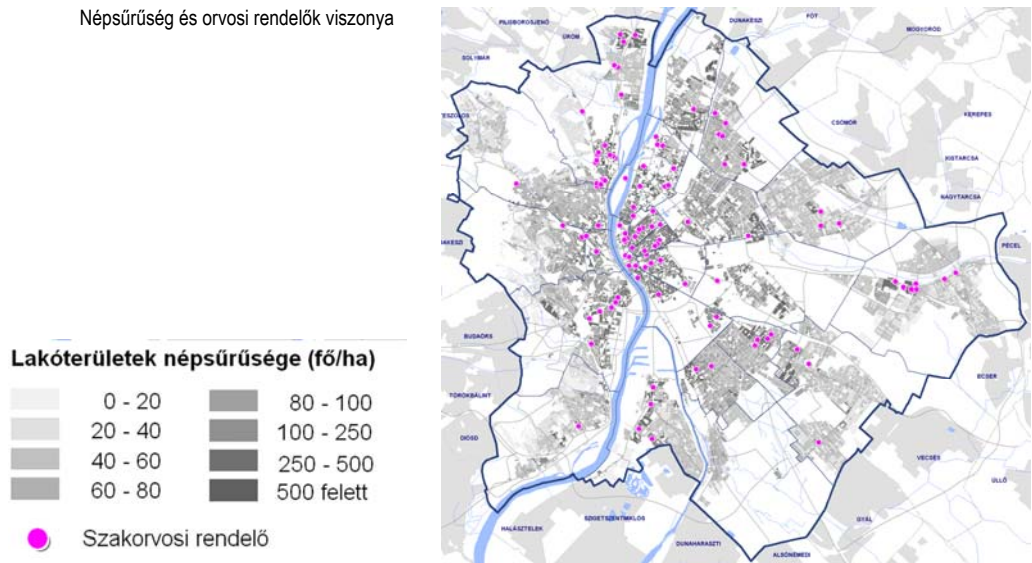 Népsűrűség és orvosi rendelők viszonya
PILISBOROSJENŐ
ÜRÖM
SOLYMÁR
DUNAKESZI
FÓT
MOGYORÓD
CSÖMÖR
KEREPES
KISTARCSA
NAGYTARCSA
PÉCEL
BUDAÖRS
TÖRÖKBÁLINT
DIÓSD
ECSER
VECSÉS
ÜLLŐ
GYÁL
HALÁSZTELEK
SZIGETSZENTMIKLÓS
DUNAHARASZTI
ALSÓNÉMEDI
Lakóterületek népsűrűsége (fő/ha)
0 - 20
20 - 40
40 - 60
60 - 80
80 - 100
100 - 250
250 - 500
500 felett
Szakorvosi rendelő